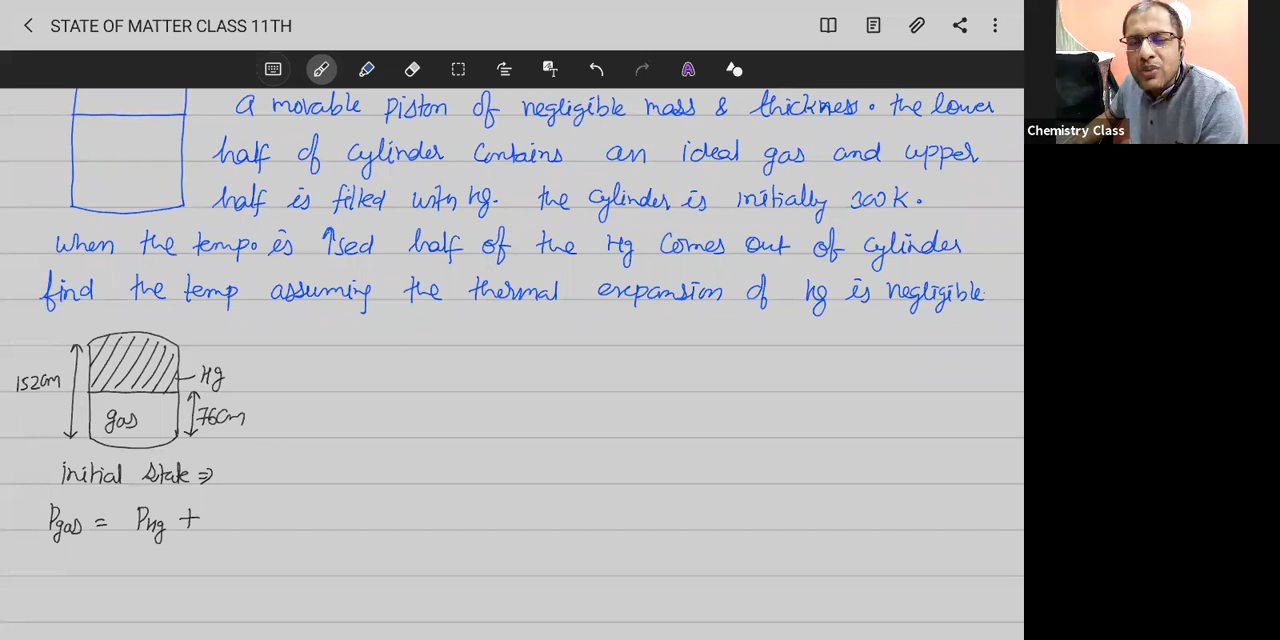 STATE OF MATTER CLASS 11TH
Chemistry Class
A movable piston of negligible mass & thickness. the lower
half of cylinder contains an ideal gas and upper
half is filled with hg. the cylinder is initially 300 K.
when the temp. is ↑sed half of the Hg comes out of cylinder
find the temp assuming the thermal expansion of hg is negligible.
152cm
Hg
gas
76cm
initial state ⇒
Pgas = PHg +